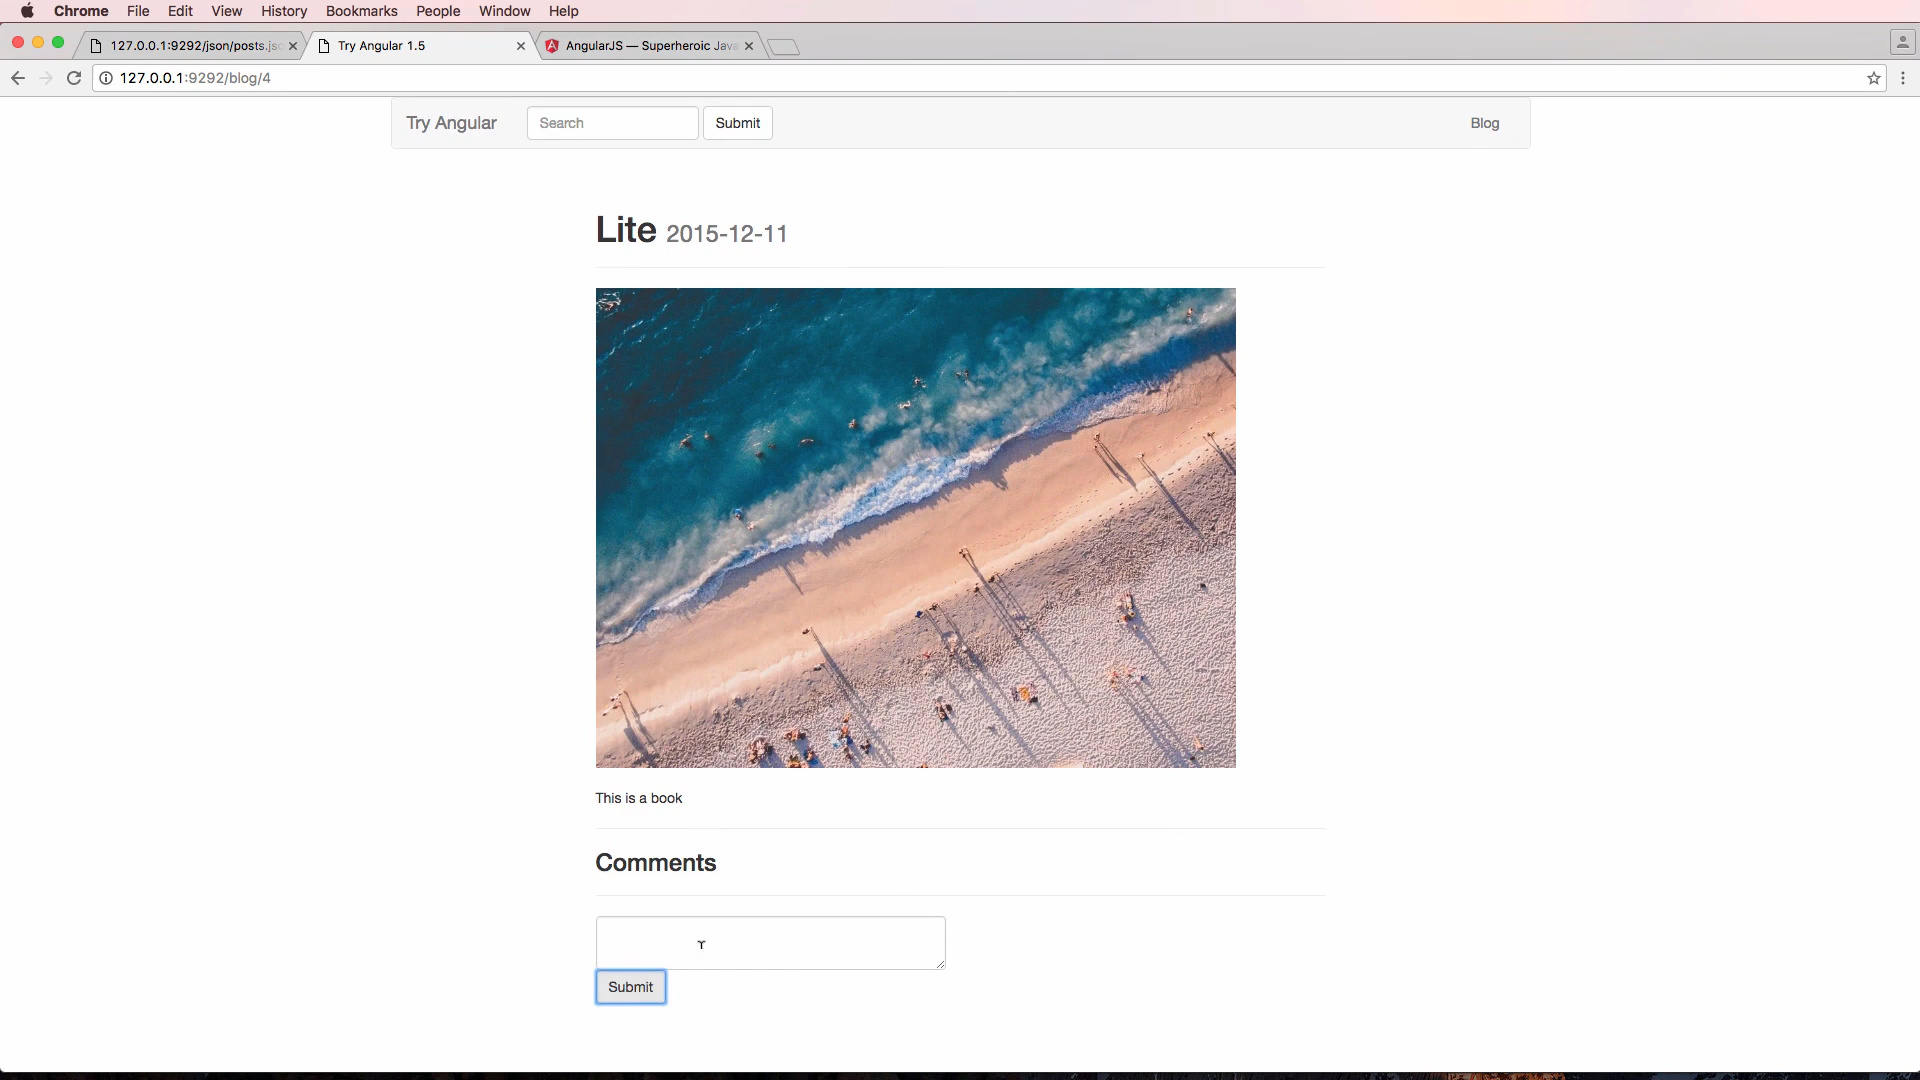 Chrome File Edit View History Bookmarks People Window Help
127.0.0.1:9292/json/posts.js Try Angular 1.5 AngularJS — Superheroic Jav
127.0.0.1:9292/blog/4
Try Angular Search Submit Blog
Lite 2015-12-11
This is a book
Comments
Submit